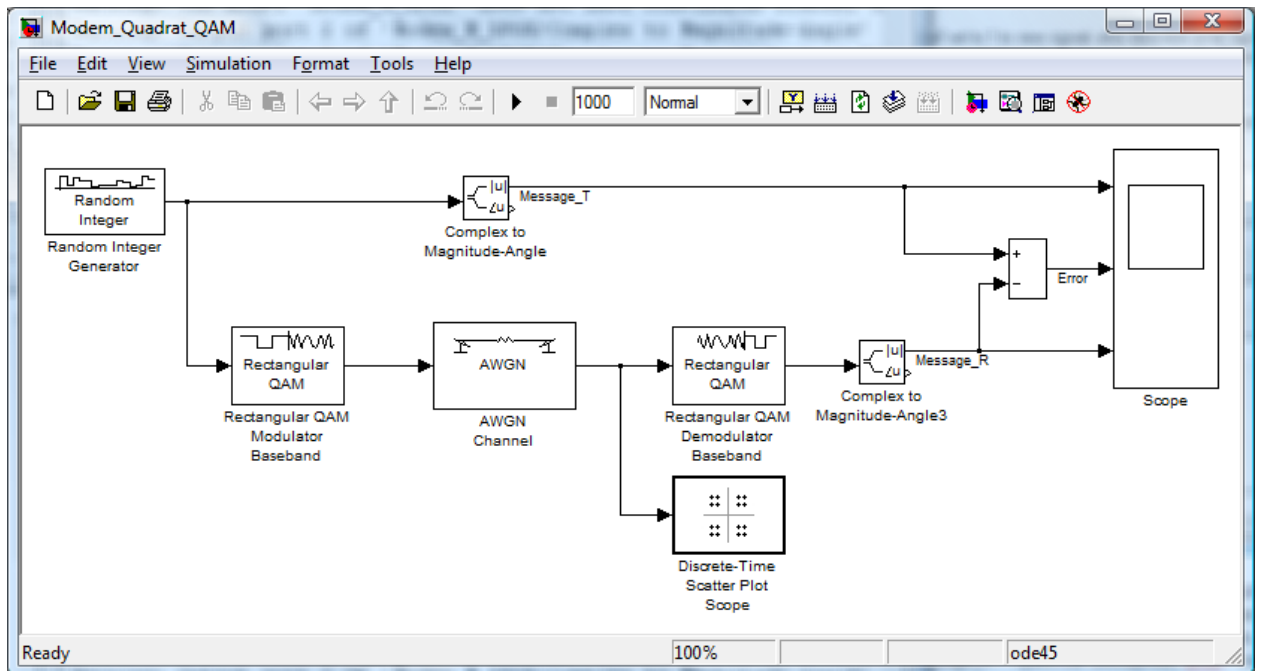 Modem_Quadrat_QAM
File Edit View Simulation Format Tools Help
1000 Normal
Random
Integer
Random Integer
Generator
|u|
∠u
Message_T
Complex to
Magnitude-Angle
+
−
Error
Scope
Rectangular
QAM
Rectangular QAM
Modulator
Baseband
AWGN
AWGN
Channel
Rectangular
QAM
Rectangular QAM
Demodulator
Baseband
|u|
∠u
Message_R
Complex to
Magnitude-Angle3
Discrete-Time
Scatter Plot
Scope
Ready 100% ode45